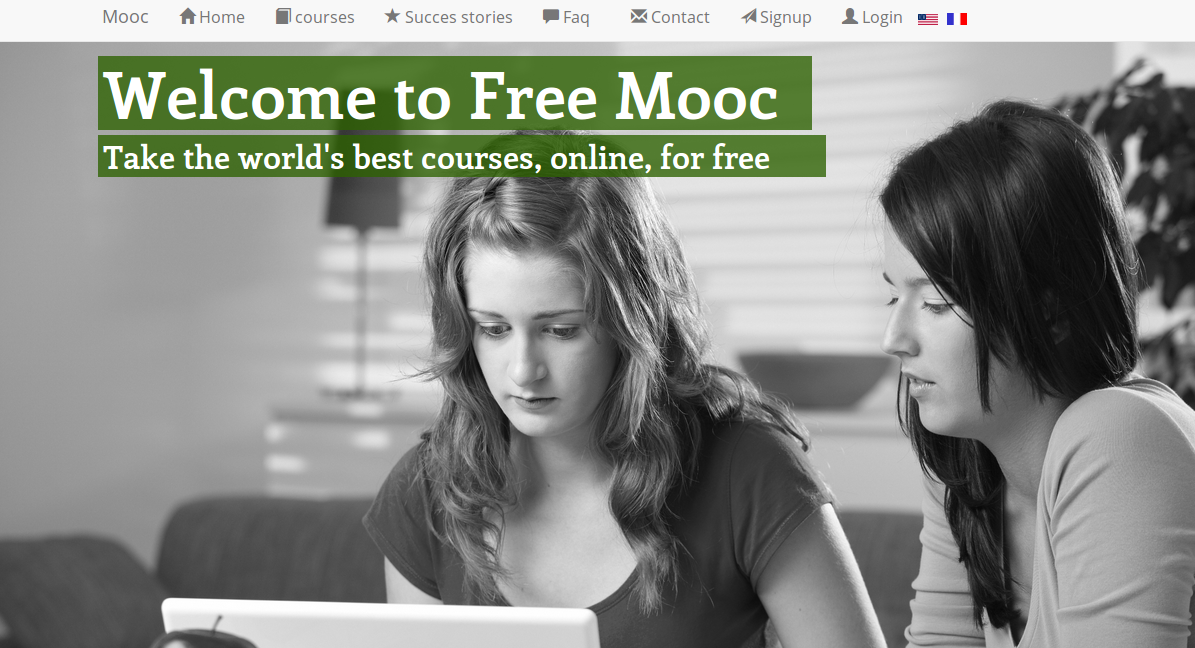 Mooc Home courses Succes stories Faq Contact Signup Login
Welcome to Free Mooc
Take the world's best courses, online, for free